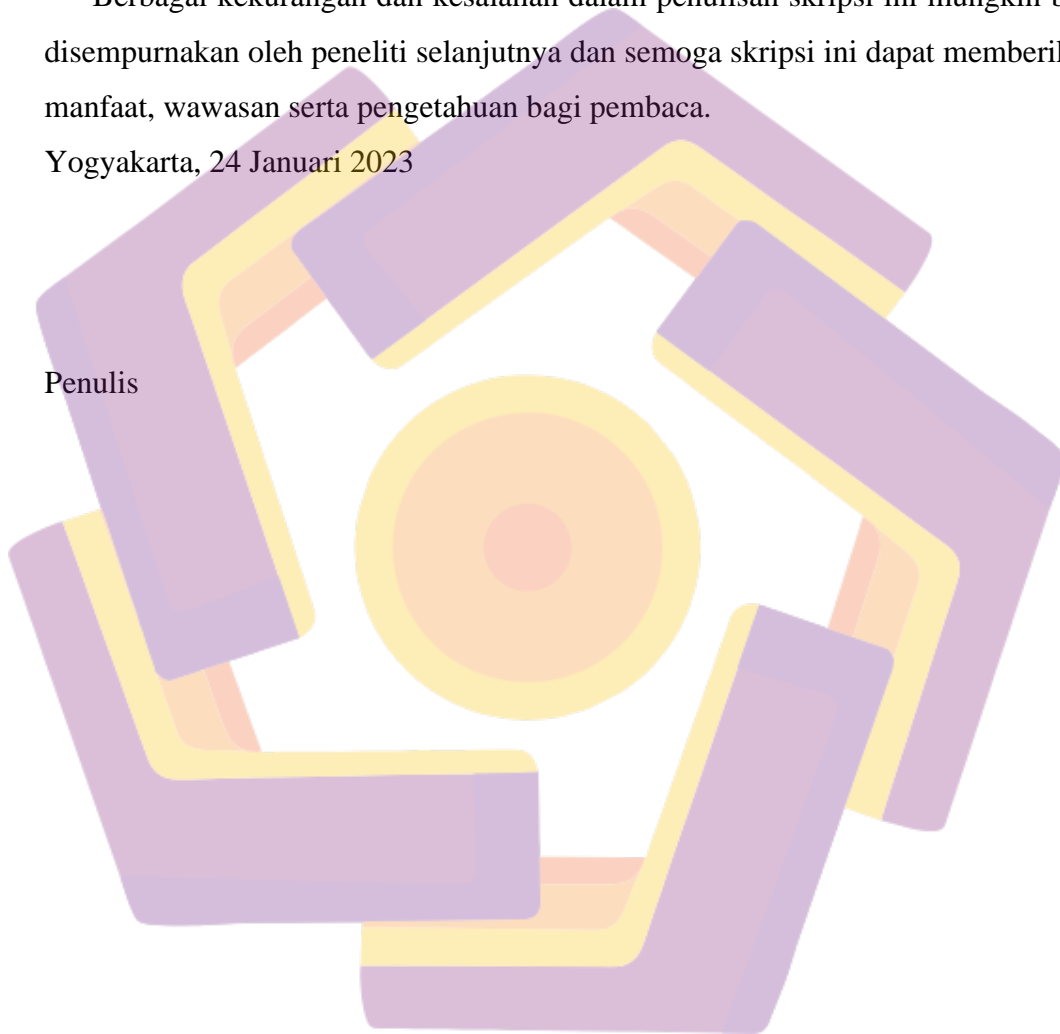 Berbagai kekurangan dan kesalahan dalam penulisan skripsi ini mungkin
disempurnakan oleh peneliti selanjutnya dan semoga skripsi ini dapat
manfaat, wawasan serta pengetahuan bagi pembaca.
Yogyakarta, 24 Januari 2023
Penulis